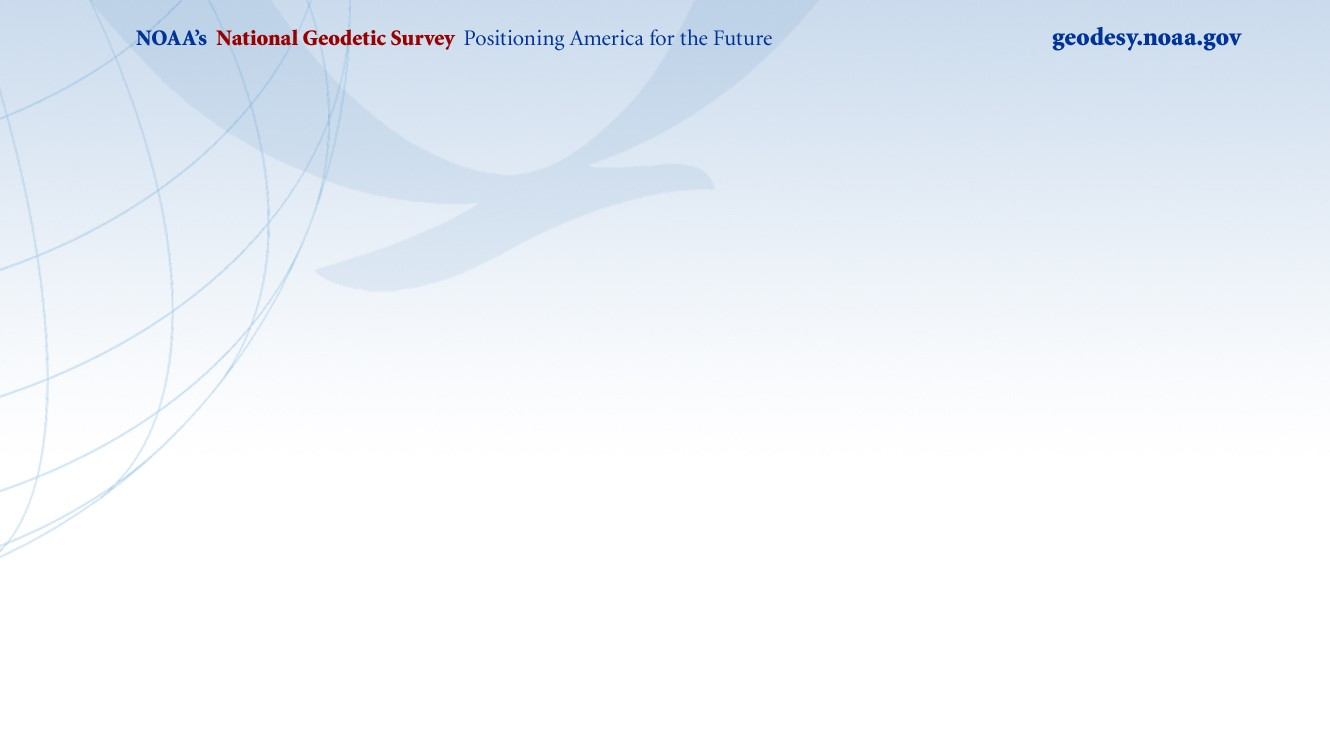 NOAA’s National Geodetic Survey Positioning America for the Future
geodesy.noaa.gov